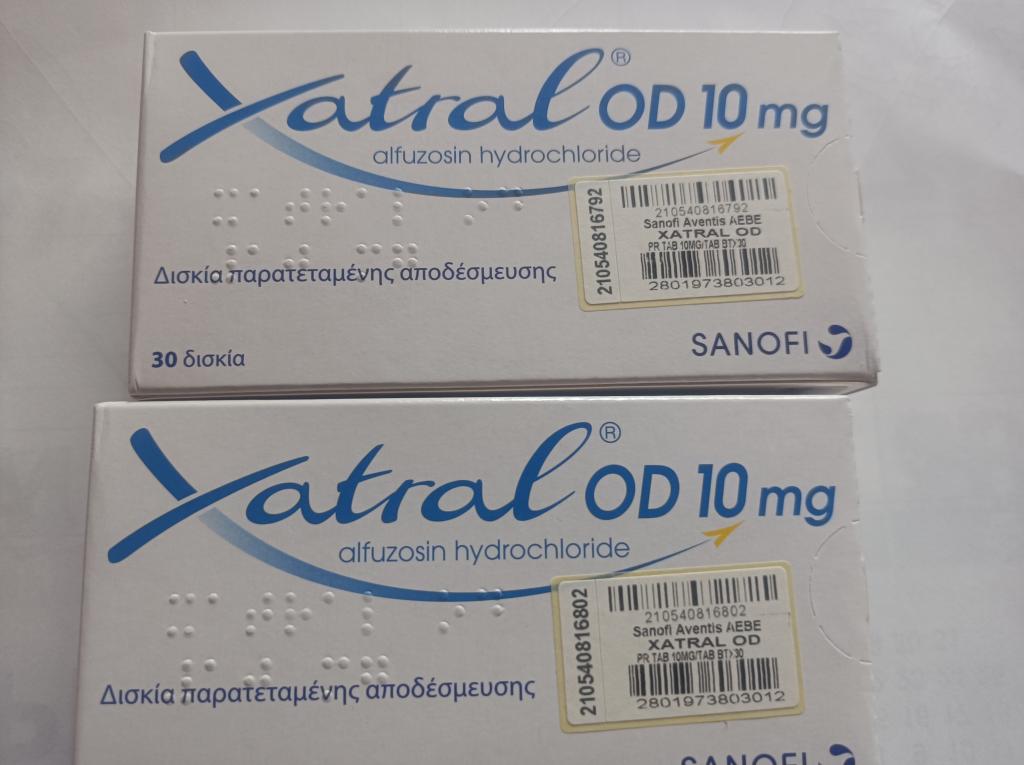 Xatral® OD 10 mg
alfuzosin hydrochloride
210540816792
210540816792
Sanofi Aventis AEBE
XATRAL OD
PR TAB 10MG/TAB BTx30
2801973803012
Δισκία παρατεταμένης αποδέσμευσης
30 δισκία
SANOFI
Xatral® OD 10 mg
alfuzosin hydrochloride
210540816802
210540816802
Sanofi Aventis AEBE
XATRAL OD
PR TAB 10MG/TAB BTx30
2801973803012
Δισκία παρατεταμένης αποδέσμευσης
SANOFI